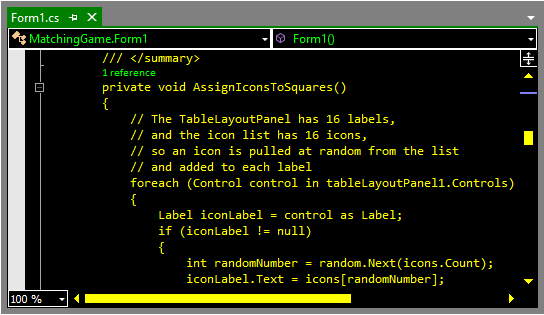 Form1.cs
MatchingGame.Form1
Form1()
/// </summary>
1 reference
private void AssignIconsToSquares()
{
// The TableLayoutPanel has 16 labels,
// and the icon list has 16 icons,
// so an icon is pulled at random from the list
// and added to each label
foreach (Control control in tableLayoutPanel1.Controls)
{
Label iconLabel = control as Label;
if (iconLabel != null)
{
int randomNumber = random.Next(icons.Count);
iconLabel.Text = icons[randomNumber];
100 %